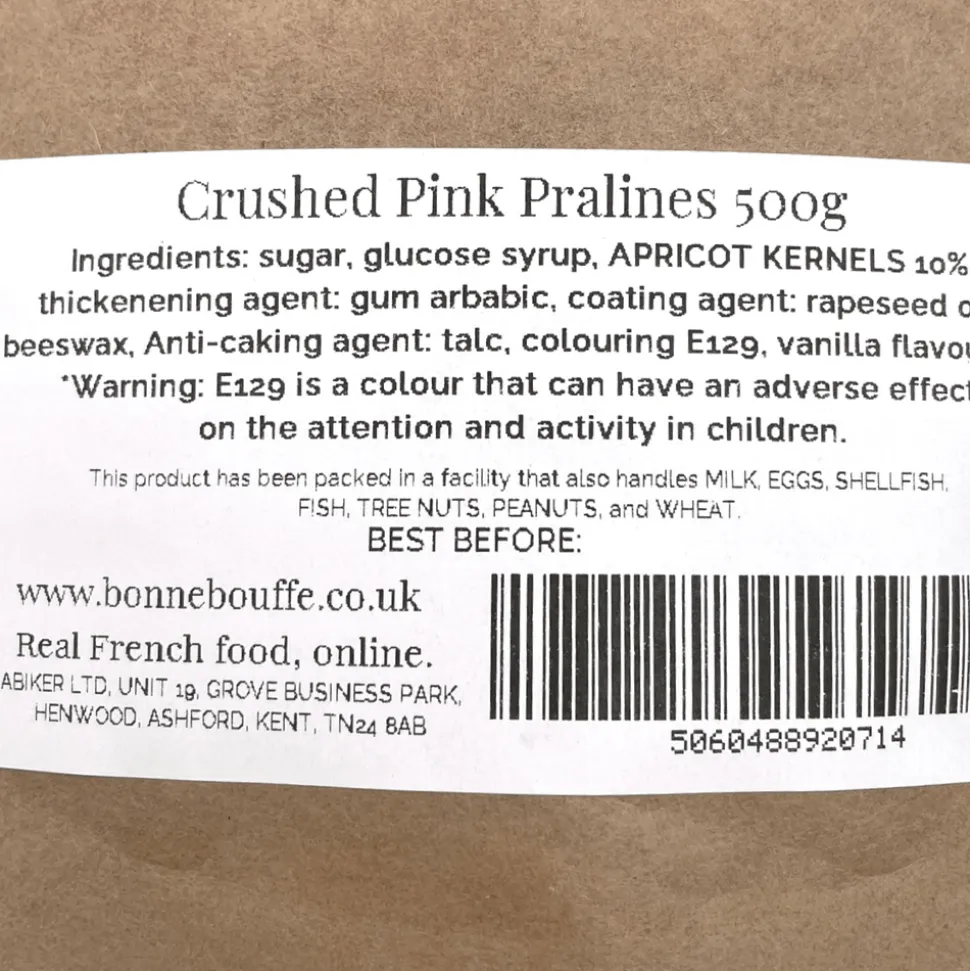 Crushed Pink Pralines 500g
Ingredients: sugar, glucose syrup, APRICOT KERNELS 10%
thickenening agent: gum arbabic, coating agent: rapeseed
beeswax, Anti-caking agent: talc, colouring E129, vanilla
*Warning: E129 is a colour that can have an adverse effect
on the attention and activity in children.
This product has been packed in a facility that also handles MILK, EGGS, SHELLFISH,
FISH, TREE NUTS, PEANUTS, and WHEAT.
BEST BEFORE:
www.bonnebouffe.co.uk
Real French food, online.
ABIKER LTD, UNIT 19, GROVE BUSINESS PARK,
HENWOOD, ASHFORD, KENT, TN24 8AB
5060488920714